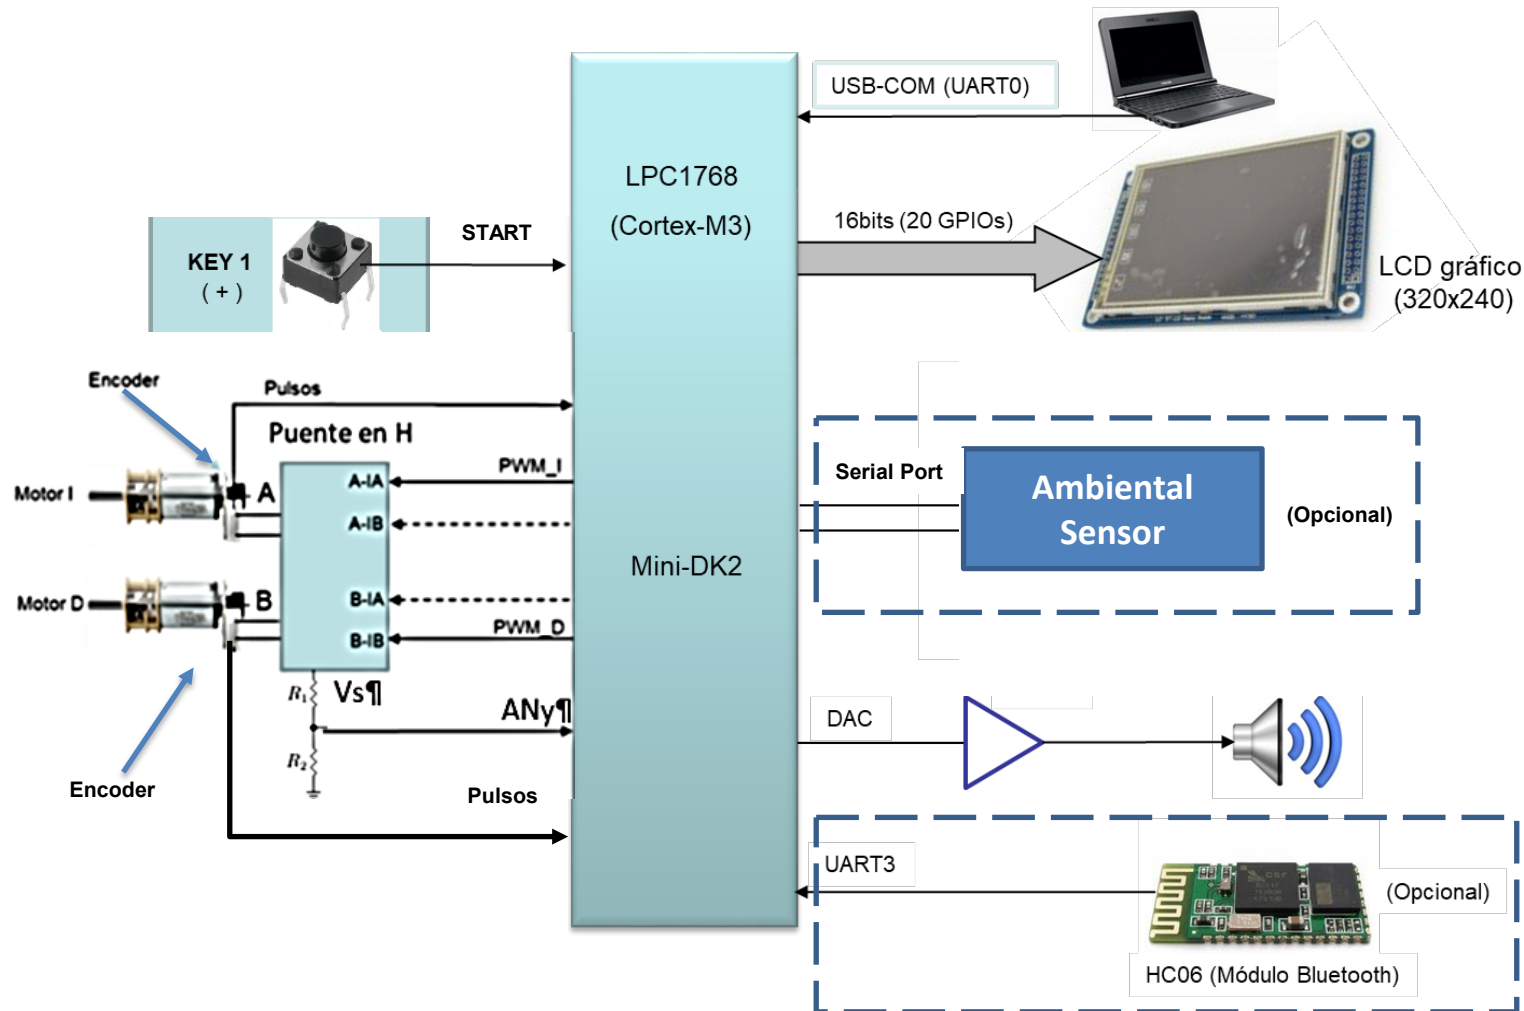 USB-COM (UART0)
LPC1768
(Cortex-M3)
16bits (20 GPIOs)
START
KEY 1
( + )
LCD gráfico
(320x240)
Encoder
Pulsos
Puente en H
PWM_I
A-IA
Motor I
A
A-IB
Serial Port
Ambiental
Sensor
(Opcional)
Mini-DK2
Motor D
B
B-IA
PWM_D
B-IB
R1
Vs¶
ANy¶
DAC
R2
Encoder
Pulsos
UART3
(Opcional)
HC06 (Módulo Bluetooth)